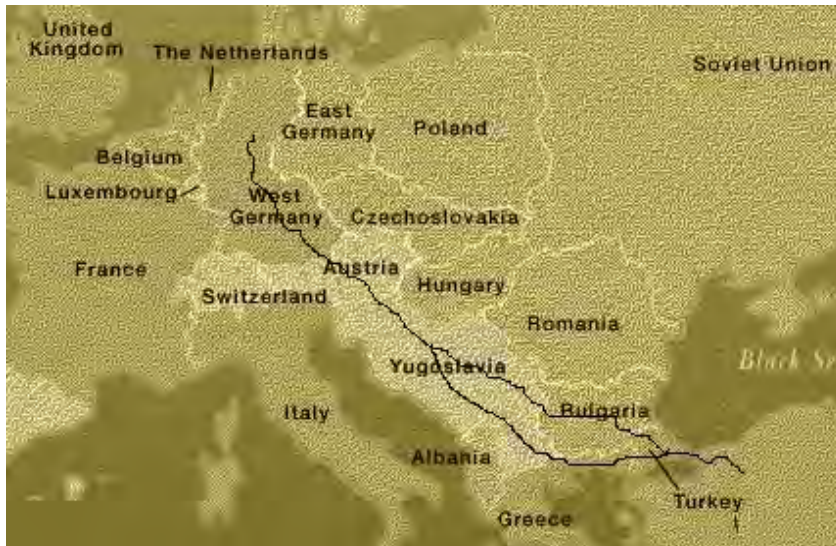 United
Kingdom
The Netherlands
Soviet Union
East
Germany
Poland
Belgium
Luxembourg
West
Germany
Czechoslovakia
France
Austria
Switzerland
Hungary
Romania
Black
Yugoslavia
Italy
Bulgaria
Albania
Turkey
Greece